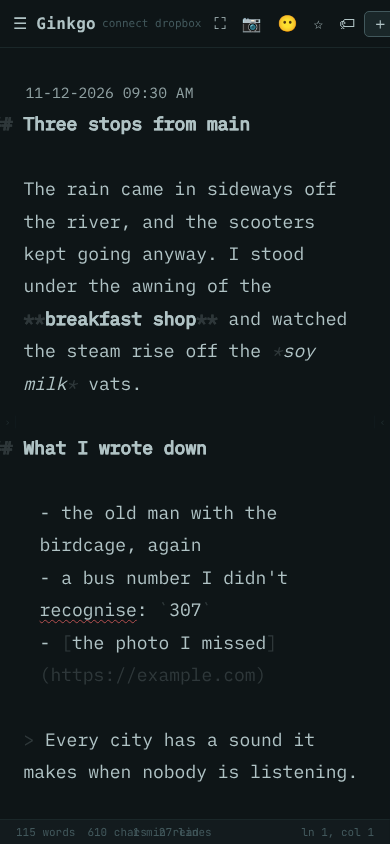 ☰ Ginkgo connect dropbox ⛶ 📷 😶 ☆ 🏷 +
11-12-2026 09:30 AM
# Three stops from main
The rain came in sideways off
the river, and the scooters
kept going anyway. I stood
under the awning of the
**breakfast shop** and watched
the steam rise off the *soy
milk* vats.
# What I wrote down
- the old man with the
birdcage, again
- a bus number I didn't
recognise: `307`
- [the photo I missed]
(https://example.com)
> Every city has a sound it
makes when nobody is listening.
115 words 610 chars ln 1, col 1